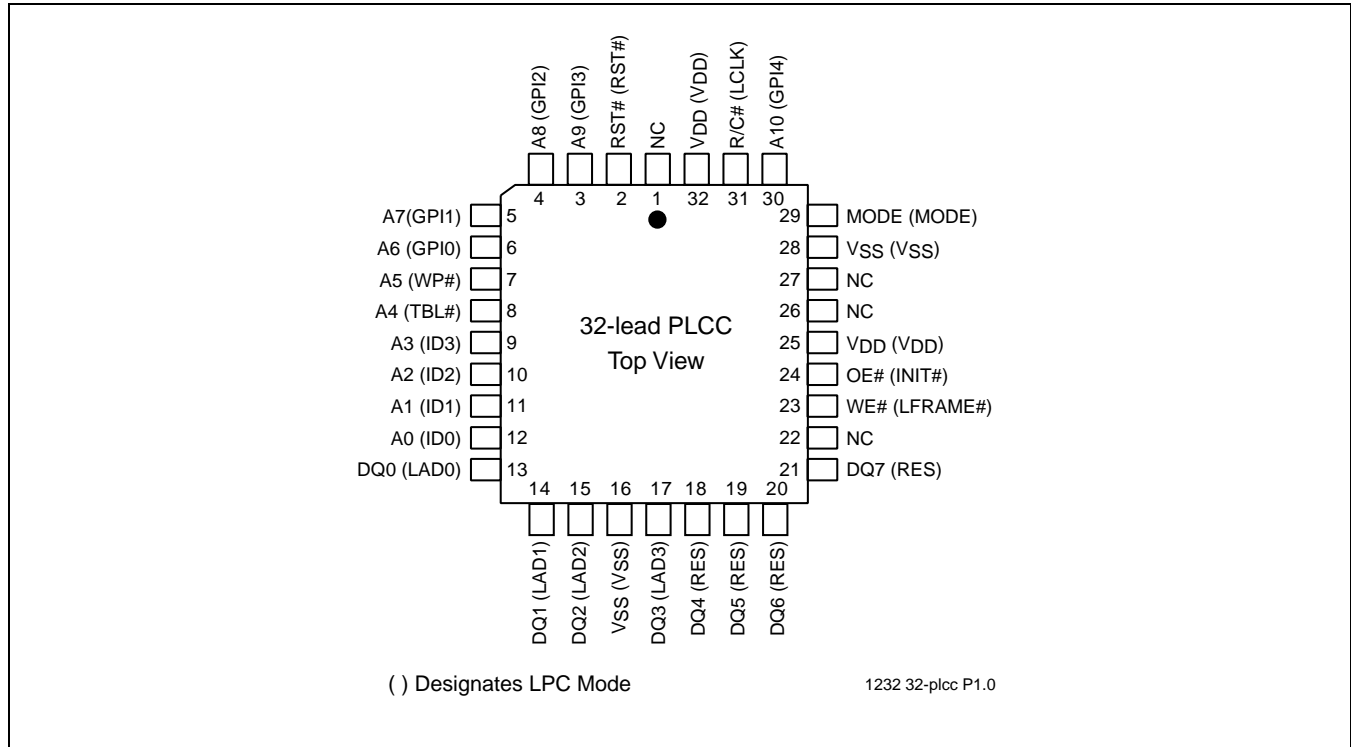 A8 (GPI2)
A9 (GPI3)
RST# (RST#)
NC
VDD (VDD)
R/C# (LCLK)
A10 (GPI4)
4
3
2
1
32
31
30
A7(GPI1)
5
A6 (GPI0)
6
A5 (WP#)
7
A4 (TBL#)
8
A3 (ID3)
9
A2 (ID2)
10
A1 (ID1)
11
A0 (ID0)
12
DQ0 (LAD0)
13
32-lead PLCC
Top View
29
MODE (MODE)
28
VSS (VSS)
27
NC
26
NC
25
VDD (VDD)
24
OE# (INIT#)
23
WE# (LFRAME#)
22
NC
21
DQ7 (RES)
14
15
16
17
18
19
20
DQ1 (LAD1)
DQ2 (LAD2)
VSS (VSS)
DQ3 (LAD3)
DQ4 (RES)
DQ5 (RES)
DQ6 (RES)
( ) Designates LPC Mode
1232 32-plcc P1.0